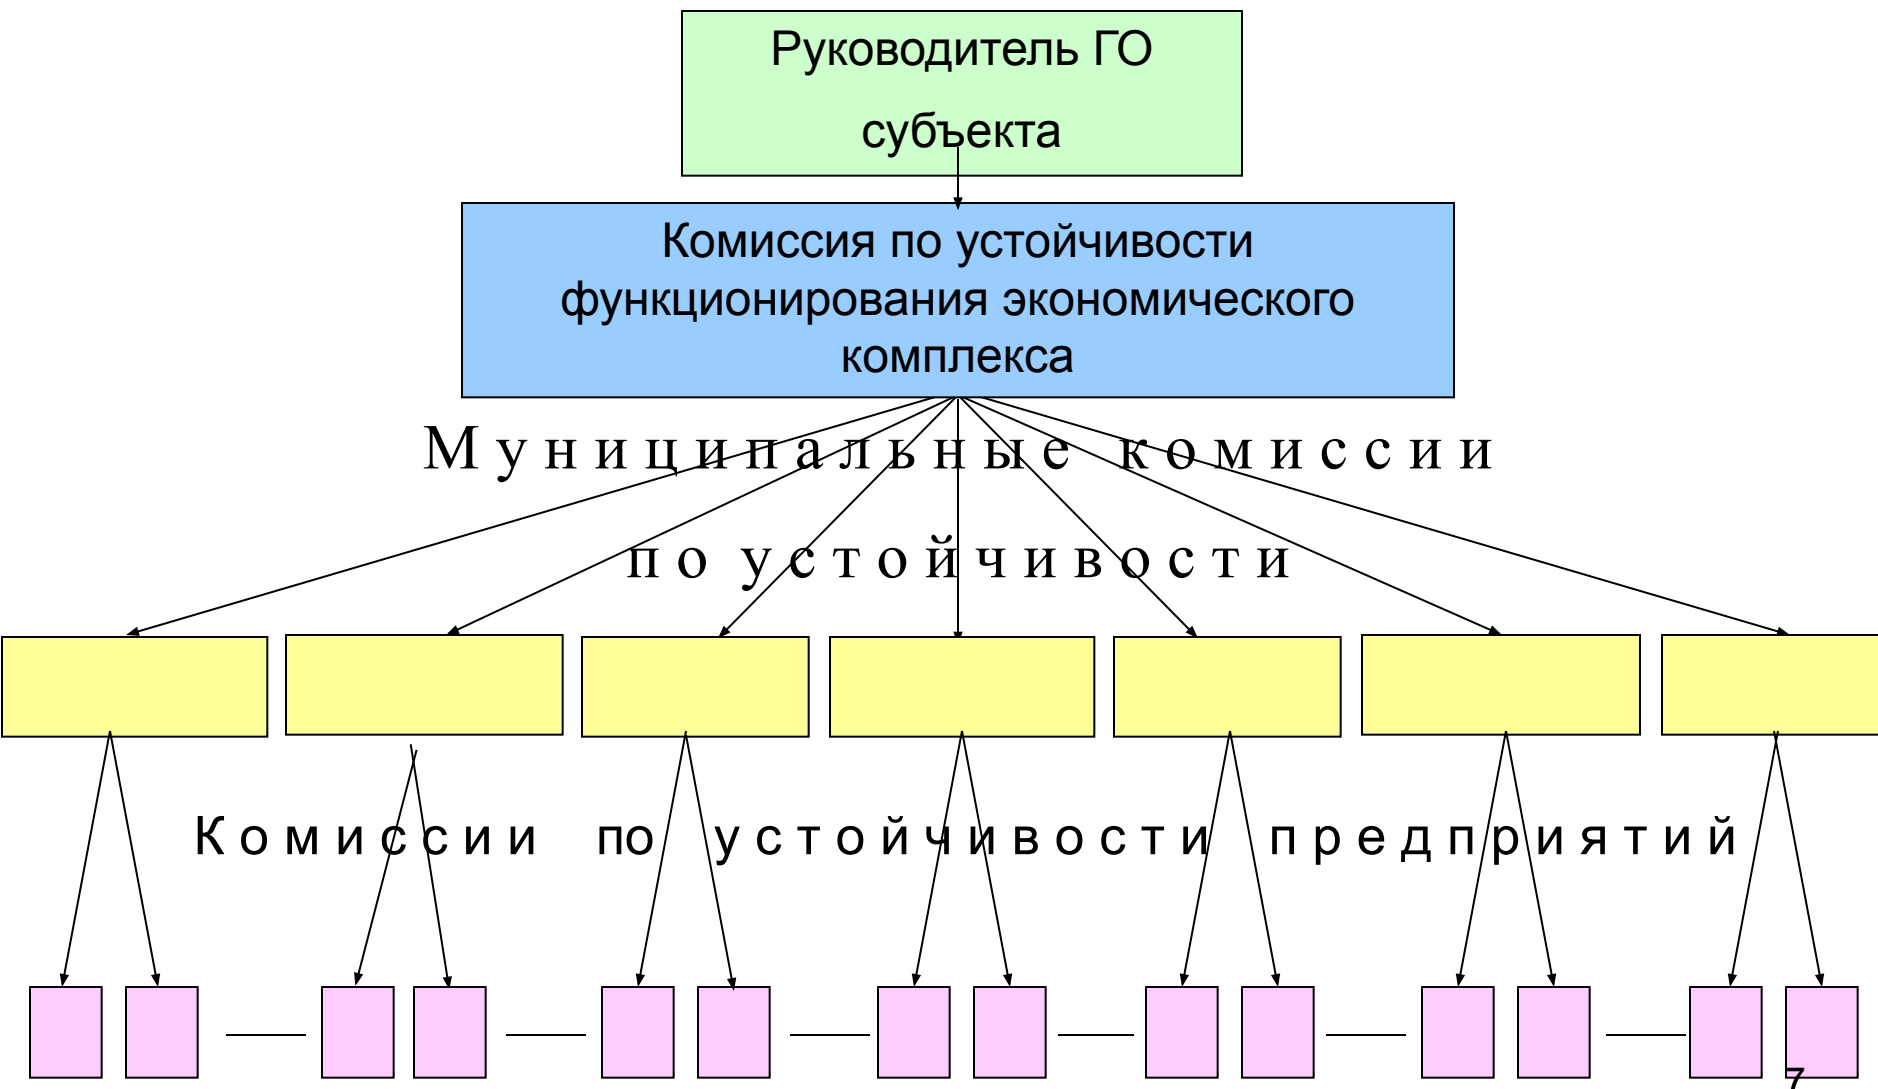 Руководитель ГО
субъекта
Комиссия по устойчивости
функционирования экономического
комплекса
Муниципальные комиссии
по устойчивости
Комиссии по устойчивости предприятий
7